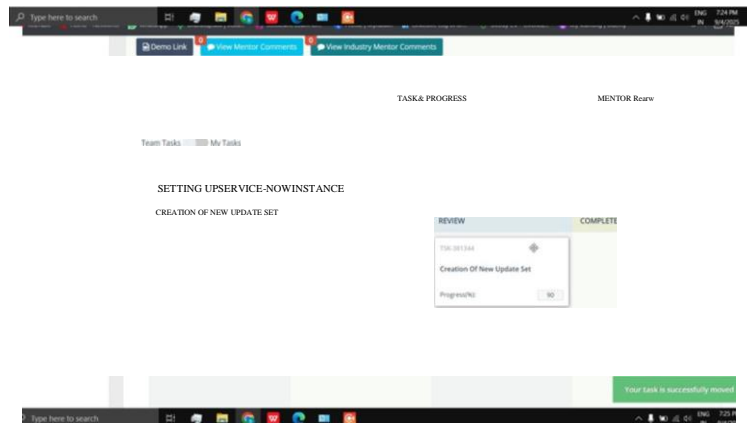 Type here to search
ENG 7:24 PM
IN 9/4/2025
Demo Link 0 View Mentor Comments 0 View Industry Mentor Comments
TASK& PROGRESS MENTOR Rearw
Team Tasks My Tasks
SETTING UPSERVICE-NOWINSTANCE
CREATION OF NEW UPDATE SET
REVIEW COMPLETE
Creation Of New Update Set
Progress(%) 90
Your task is successfully moved
Type here to search
ENG 7:25 P